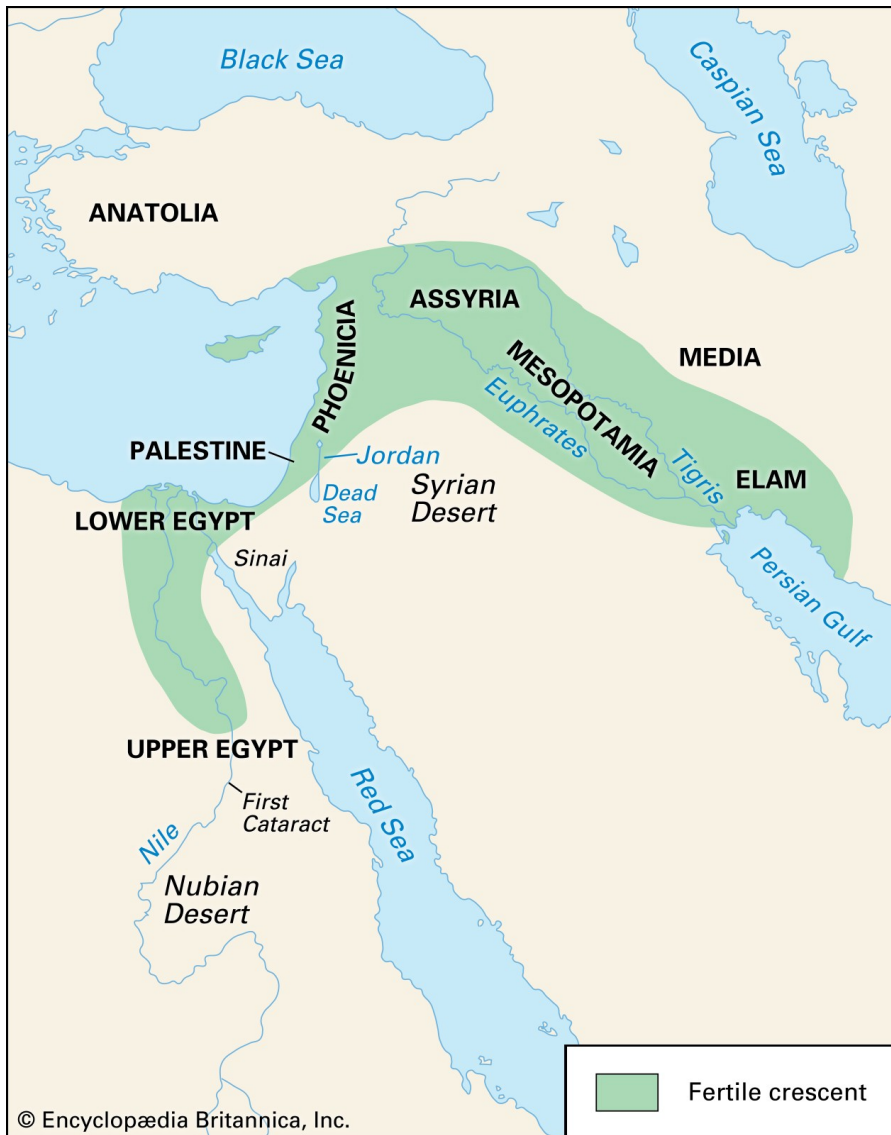 Black Sea
Caspian Sea
ANATOLIA
ASSYRIA
PHOENICIA
MESOPOTAMIA
MEDIA
Euphrates
PALESTINE
Jordan
Tigris
ELAM
Dead
Sea
Syrian
Desert
LOWER EGYPT
Sinai
Persian Gulf
UPPER EGYPT
First
Cataract
Red Sea
Nile
Nubian
Desert
Fertile crescent
© Encyclopædia Britannica, Inc.